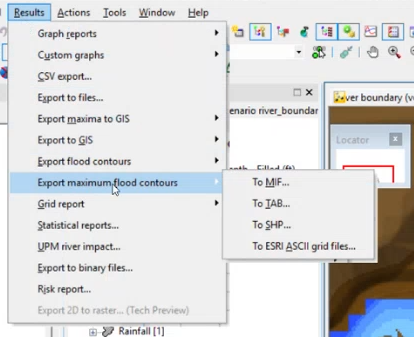 Results Actions Tools Window Help
Graph reports
Custom graphs
CSV export...
Export to files...
Export maxima to GIS
Export to GIS
Export flood contours
Export maximum flood contours
Grid report
Statistical reports...
UPM river impact...
Export to binary files...
Risk report...
Export 2D to raster... (Tech Preview)
To MIF...
To TAB...
To SHP...
To ESRI ASCII grid files...
enario river_boundar
Filled (ft)
Rainfall [1]
ver boundary (v
Locator